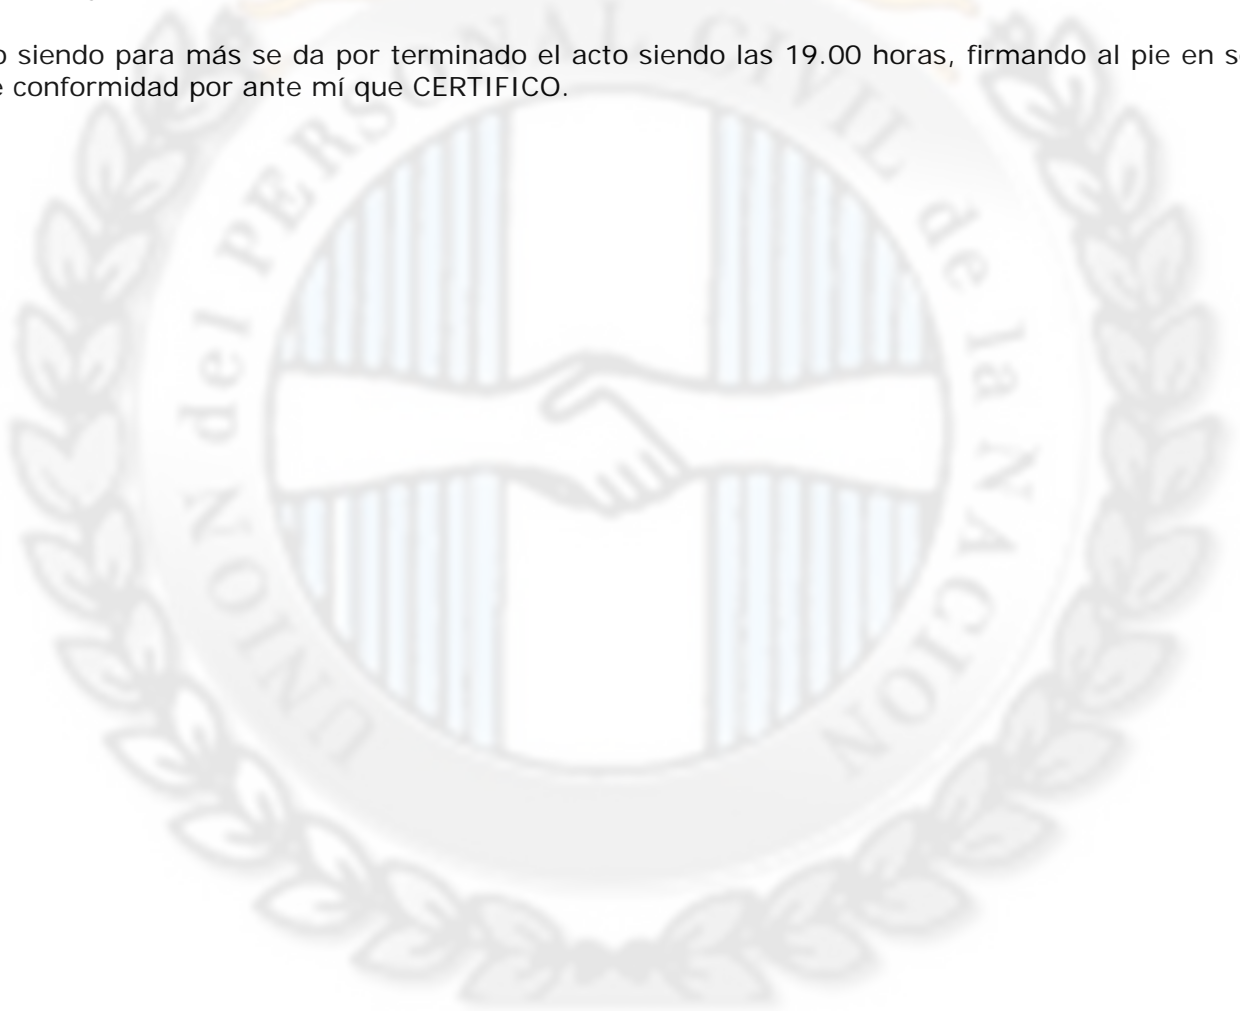 o siendo para más se da por terminado el acto siendo las 19.00 horas, firmando al pie en s
e conformidad por ante mí que CERTIFICO.
UNION del PERSONAL CIVIL de la NACION